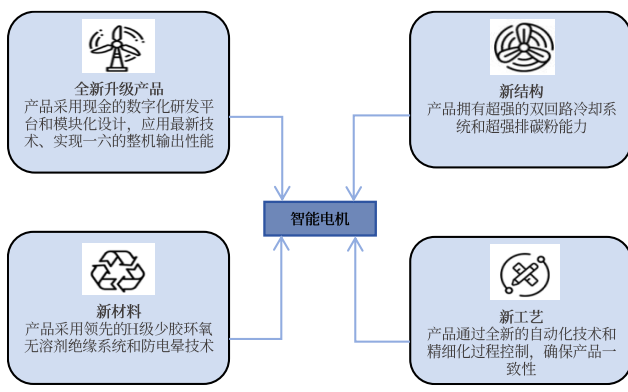 全新升级产品
产品采用现金的数字化研发平
台和模块化设计，应用最新技
术、实现一六的整机输出性能
新结构
产品拥有超强的双回路冷却系
统和超强排碳粉能力
智能电机
新材料
产品采用领先的H级少胶环氧
无溶剂绝缘系统和防电晕技术
新工艺
产品通过全新的自动化技术和
精细化过程控制，确保产品一
致性